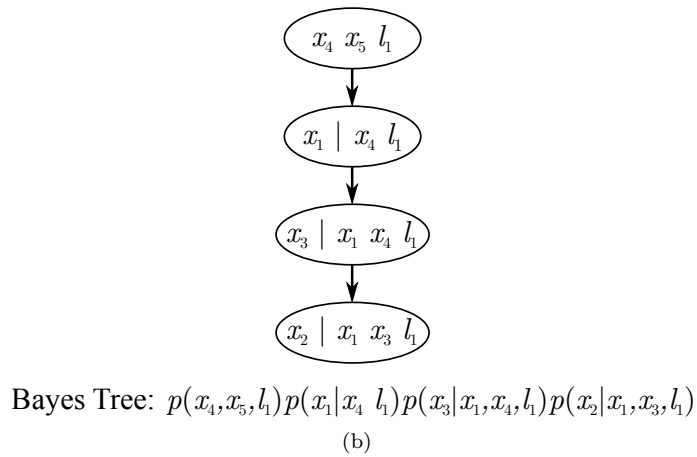 x₄ x₅ l₁
x₁ | x₄ l₁
x₃ | x₁ x₄ l₁
x₂ | x₁ x₃ l₁
Bayes Tree: p(x₄,x₅,l₁)p(x₁|x₄ l₁)p(x₃|x₁,x₄,l₁)p(x₂|x₁,x₃,l₁)
(b)